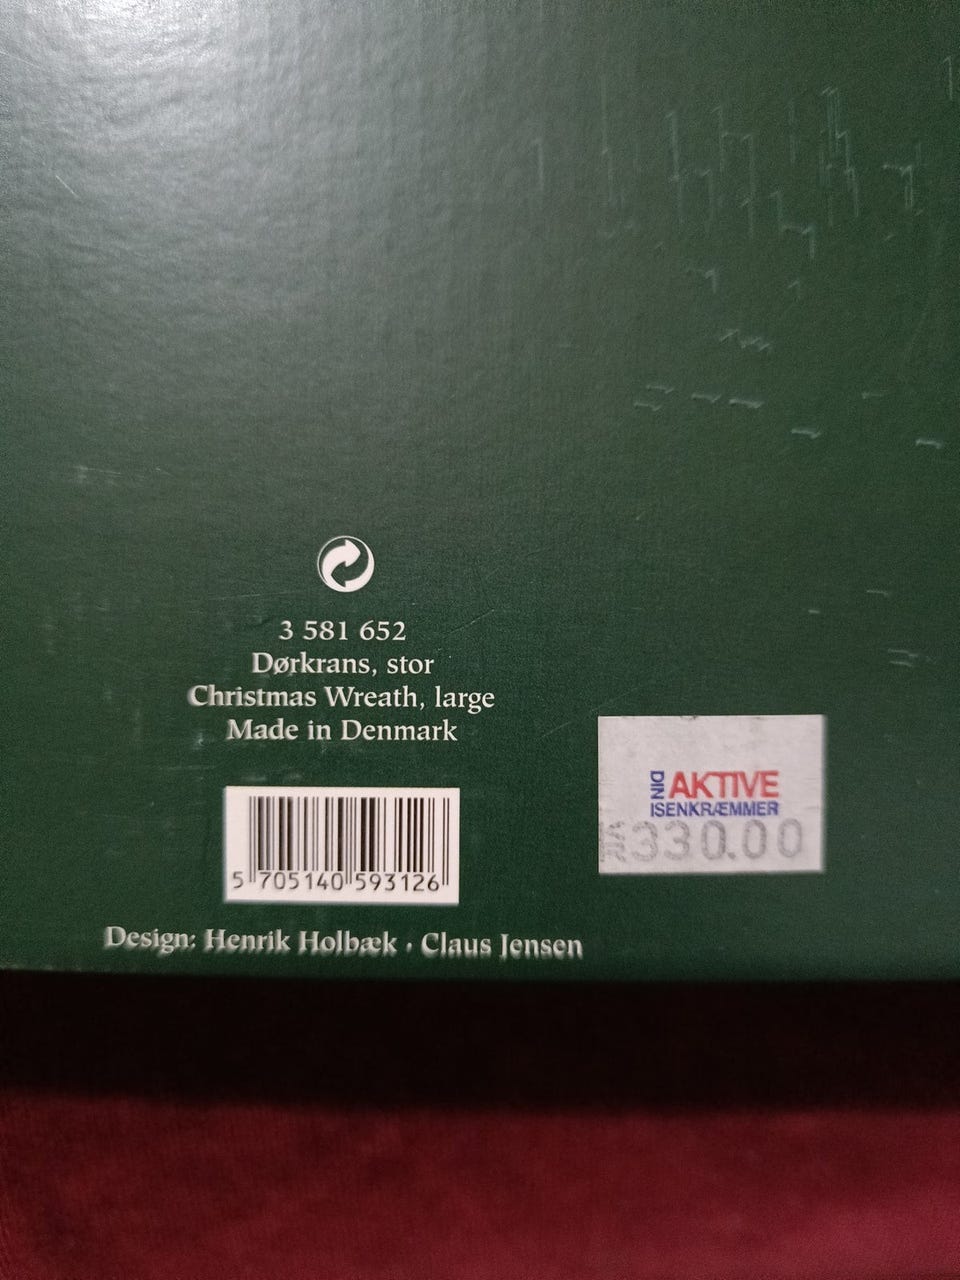 3 581 652
Dørkrans, stor
Christmas Wreath, large
Made in Denmark
5 705140 593126
Design: Henrik Holbæk · Claus Jensen
DIN AKTIVE
ISENKRÆMMER
330.00